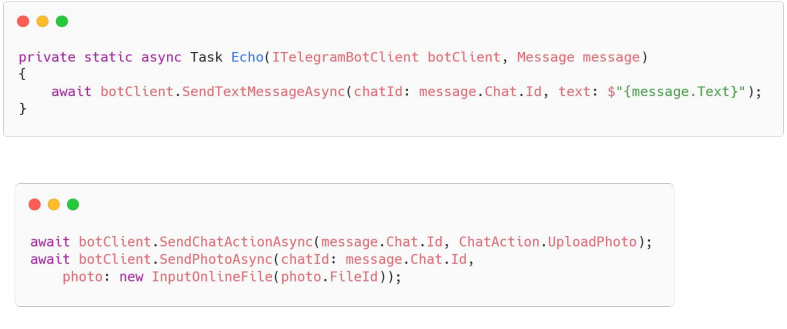 private static async Task Echo(ITelegramBotClient botClient, Message message)
{
    await botClient.SendTextMessageAsync(chatId: message.Chat.Id, text: $"{message.Text}");
}
await botClient.SendChatActionAsync(message.Chat.Id, ChatAction.UploadPhoto);
await botClient.SendPhotoAsync(chatId: message.Chat.Id,
    photo: new InputOnlineFile(photo.FileId));